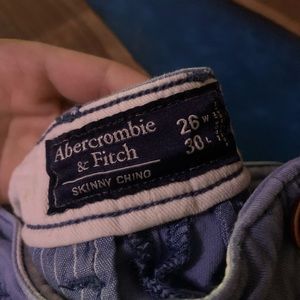 Abercrombie
& Fitch
SKINNY CHINO
26 W
30 L